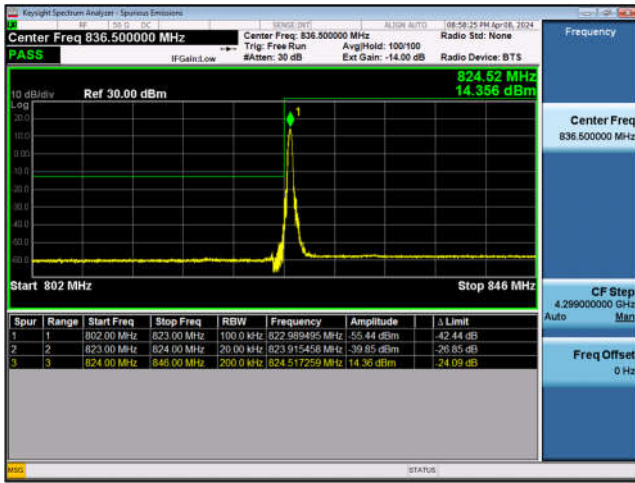 Keysight Spectrum Analyzer - Spurious Emissions
RF 50 Ω DC SENSE:INT ALIGN AUTO 08:58:25 PM Apr 08, 2024
Center Freq 836.500000 MHz Center Freq: 836.500000 MHz Radio Std: None
Trig: Free Run Avg|Hold: 100/100
PASS IFGain:Low #Atten: 30 dB Ext Gain: -14.00 dB Radio Device: BTS
824.52 MHz
10 dB/div Ref 30.00 dBm 14.356 dBm
Log
20.0
1
10.0
0.00
-10.0
-20.0
-30.0
-40.0
-50.0
-60.0
Start 802 MHz Stop 846 MHz
Spur Range Start Freq Stop Freq RBW Frequency Amplitude Δ Limit
1 1 802.00 MHz 823.00 MHz 100.0 kHz 822.989495 MHz -55.44 dBm -42.44 dB
2 2 823.00 MHz 824.00 MHz 20.00 kHz 823.915458 MHz -39.85 dBm -26.85 dB
3 3 824.00 MHz 846.00 MHz 200.0 kHz 824.517259 MHz 14.36 dBm -24.09 dB
MSG STATUS
Frequency
Center Freq
836.500000 MHz
CF Step
4.299000000 GHz
Auto Man
Freq Offset
0 Hz